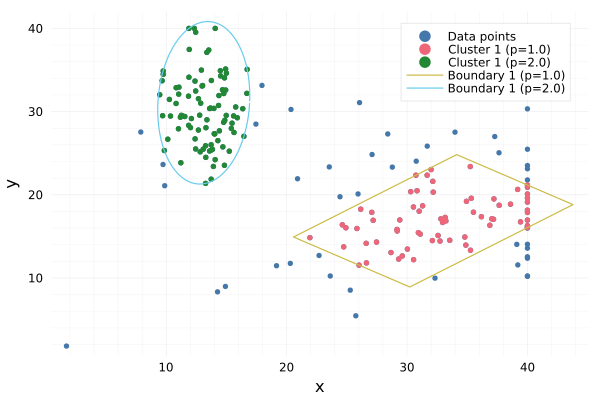 40
30
20
10
y
10
20
30
40
x
Data points
Cluster 1 (p=1.0)
Cluster 1 (p=2.0)
Boundary 1 (p=1.0)
Boundary 1 (p=2.0)